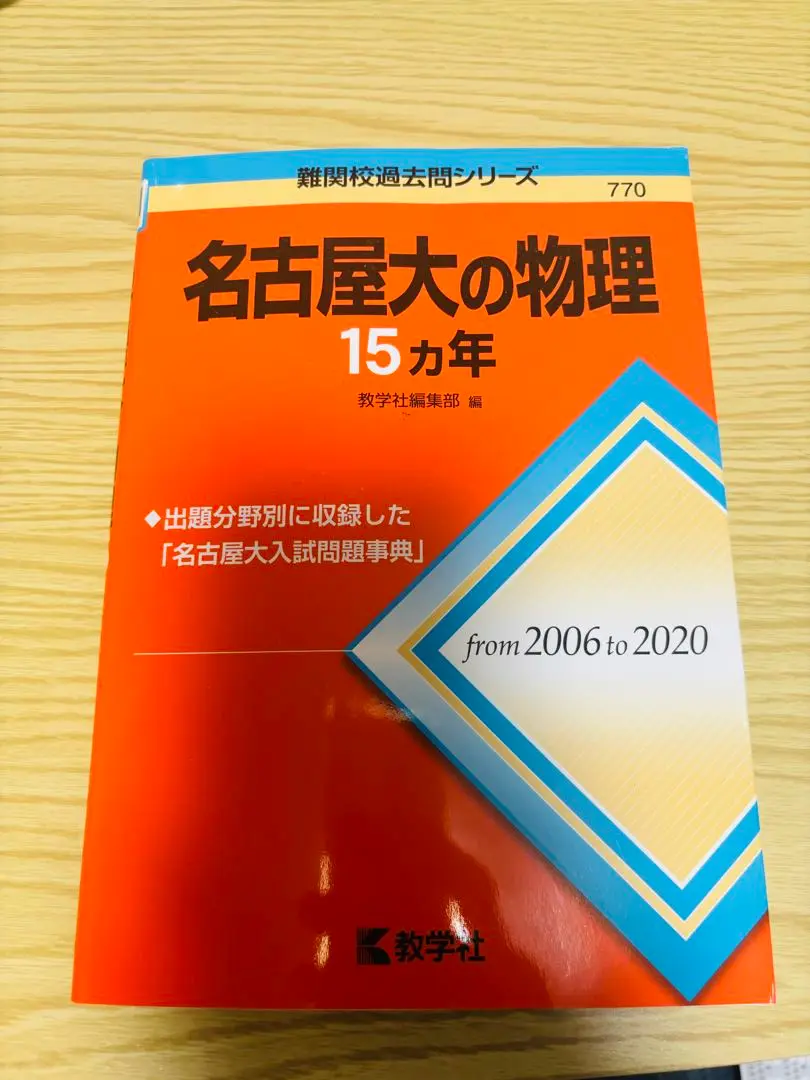 難関校過去問シリーズ
770
名古屋大の物理
15ヵ年
教学社編集部 編
◆出題分野別に収録した
「名古屋大入試問題事典」
from 2006 to 2020
教学社